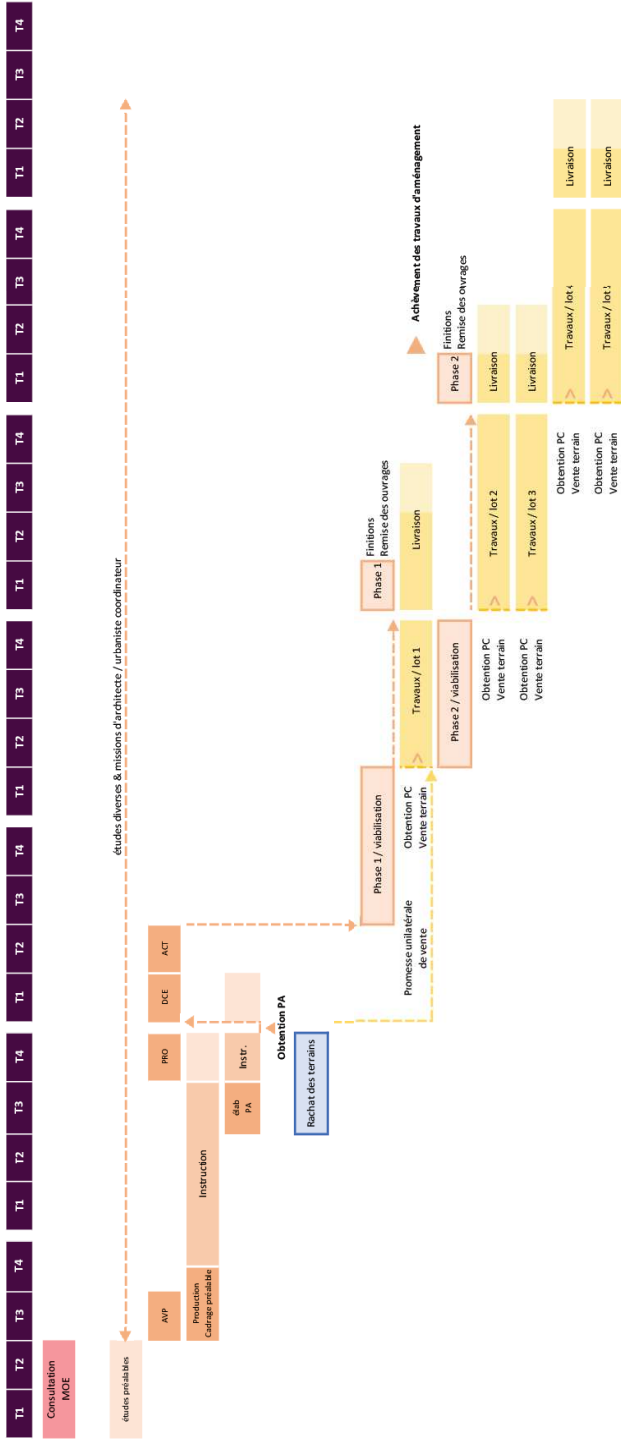 T1 T2 T3 T4 T1 T2 T3 T4 T1 T2 T3 T4 T1 T2 T3 T4 T1 T2 T3 T4 T1 T2 T3 T4 T1 T2 T3 T4
Consultation
MOE
études diverses & missions d'architecte / urbaniste coordinateur
études préalables
AVP
PRO
DCE
ACT
Production
Cadrage préalable
Instruction
élab
PA
Instr.
Obtention PA
Rachat des terrains
Phase 1 / viabilisation
Phase 1
Finitions
Remise des ouvrages
Promesse unilatérale
de vente
Obtention PC
Vente terrain
Travaux / lot 1
Livraison
Achèvement des travaux d'aménagement
Phase 2 / viabilisation
Phase 2
Finitions
Remise des ouvrages
Obtention PC
Vente terrain
Travaux / lot 2
Livraison
Obtention PC
Vente terrain
Travaux / lot 3
Livraison
Obtention PC
Vente terrain
Travaux / lot
Livraison
Obtention PC
Vente terrain
Travaux / lot
Livraison